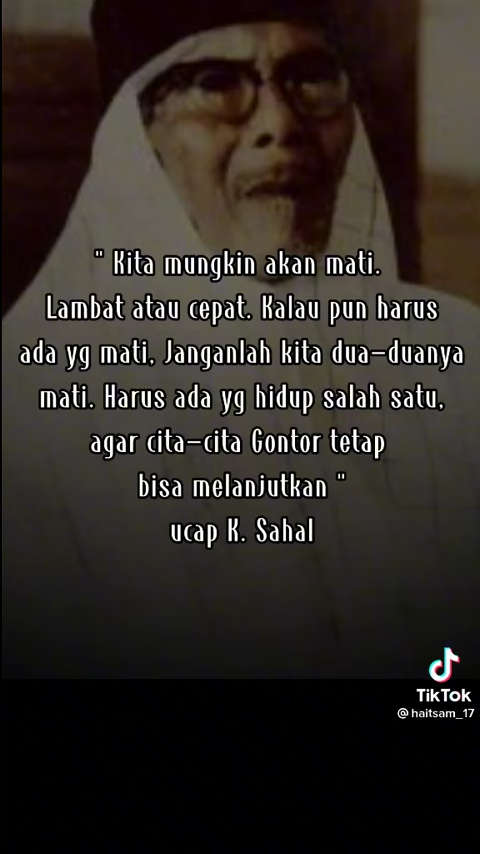 " Kita mungkin akan mati.
Lambat atau cepat. Kalau pun harus
ada yg mati, Janganlah kita dua-duanya
mati. Harus ada yg hidup salah satu,
agar cita-cita Gontor tetap
bisa melanjutkan "
ucap K. Sahal
TikTok
@haitsam_17